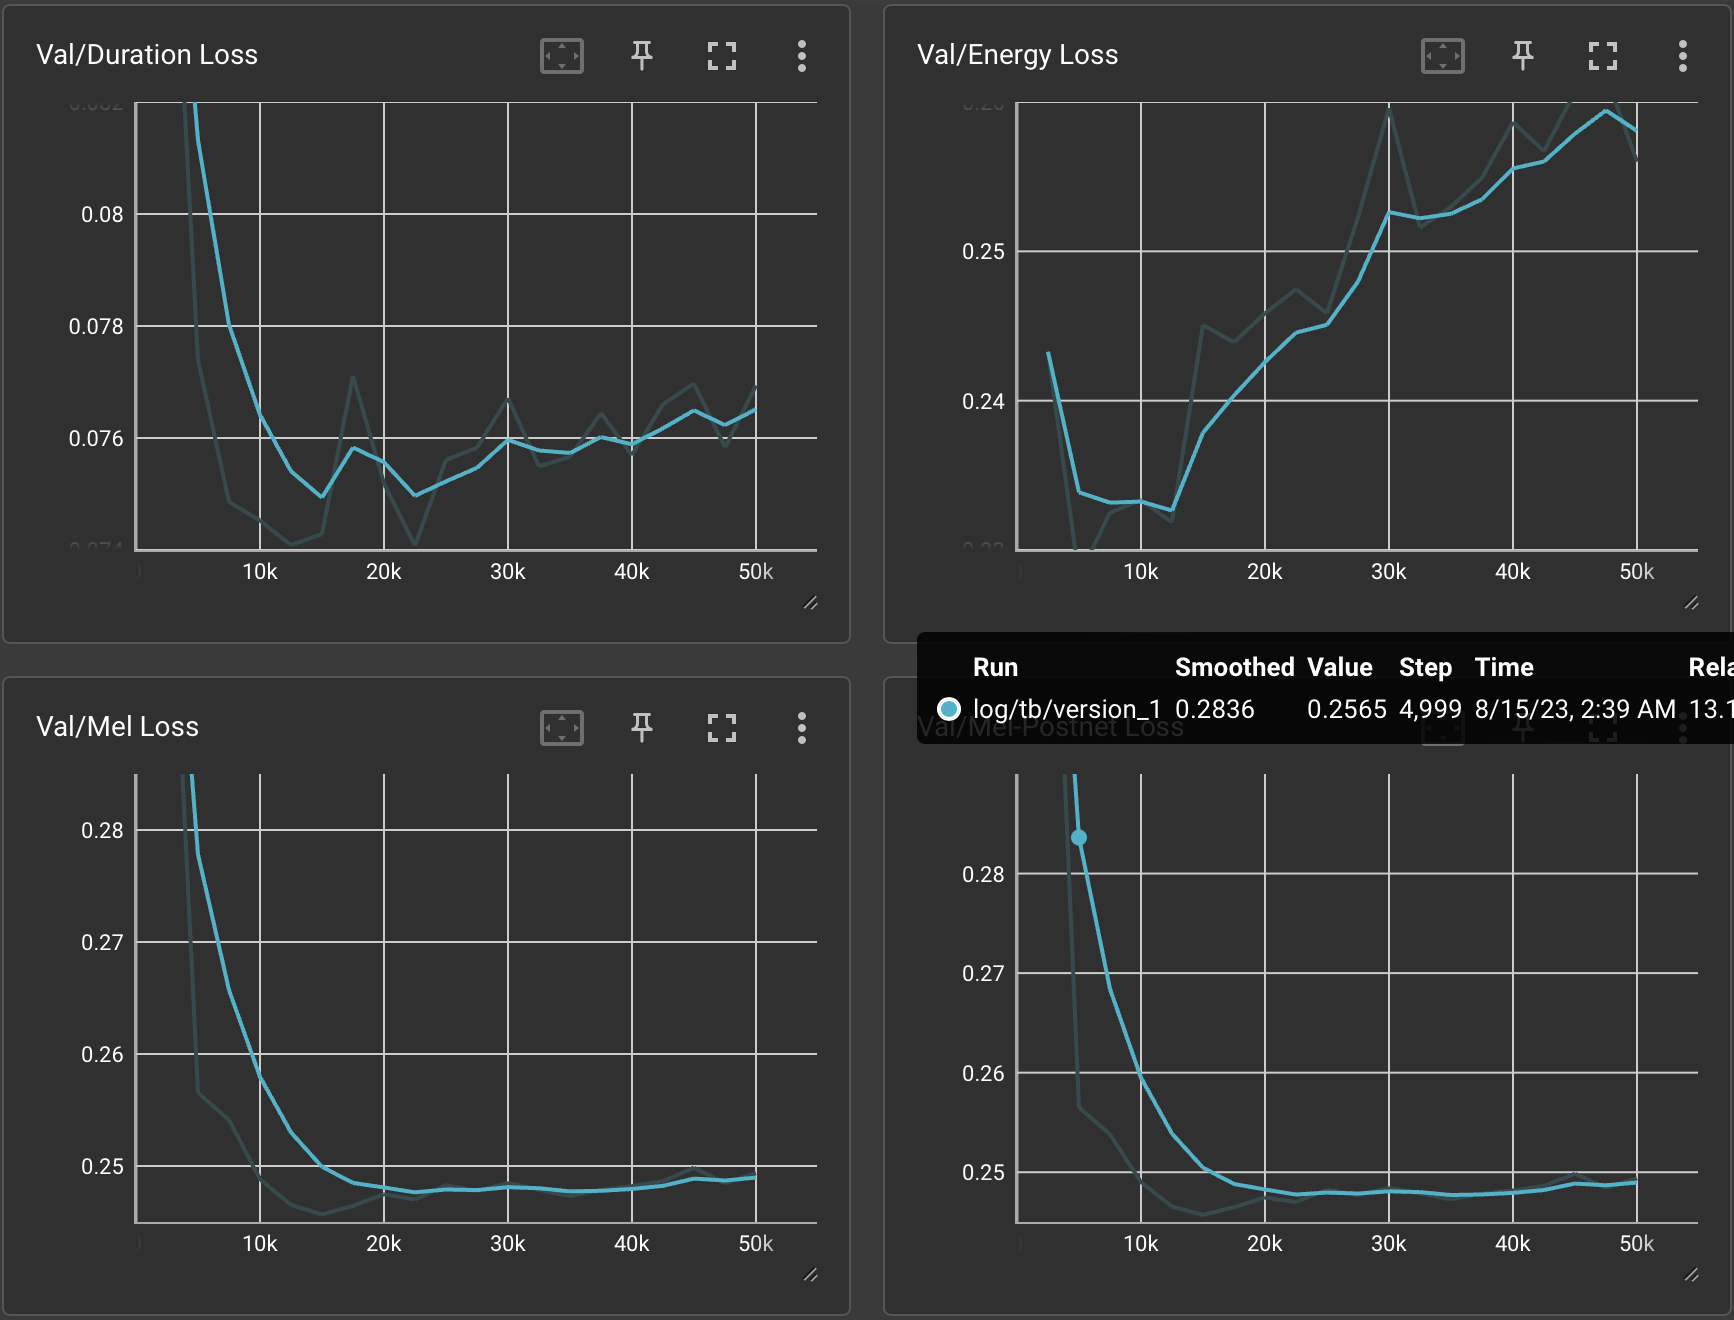 Val/Duration Loss
0.08
0.078
0.076
10k 20k 30k 40k 50k
Val/Energy Loss
0.25
0.24
10k 20k 30k 40k 50k
Run Smoothed Value Step Time Rela
log/tb/version_1 0.2836 0.2565 4,999 8/15/23, 2:39 AM 13.1
Val/Mel Loss
0.28
0.27
0.26
0.25
10k 20k 30k 40k 50k
Val/Mel-Postnet Loss
0.28
0.27
0.26
0.25
10k 20k 30k 40k 50k